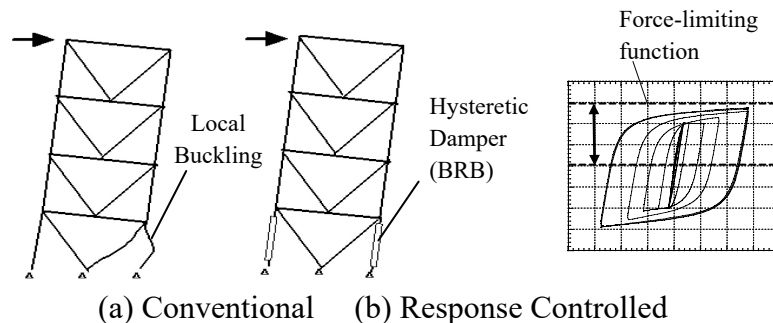 Force-limiting
function
Local
Buckling
Hysteretic
Damper
(BRB)
(a) Conventional
(b) Response Controlled